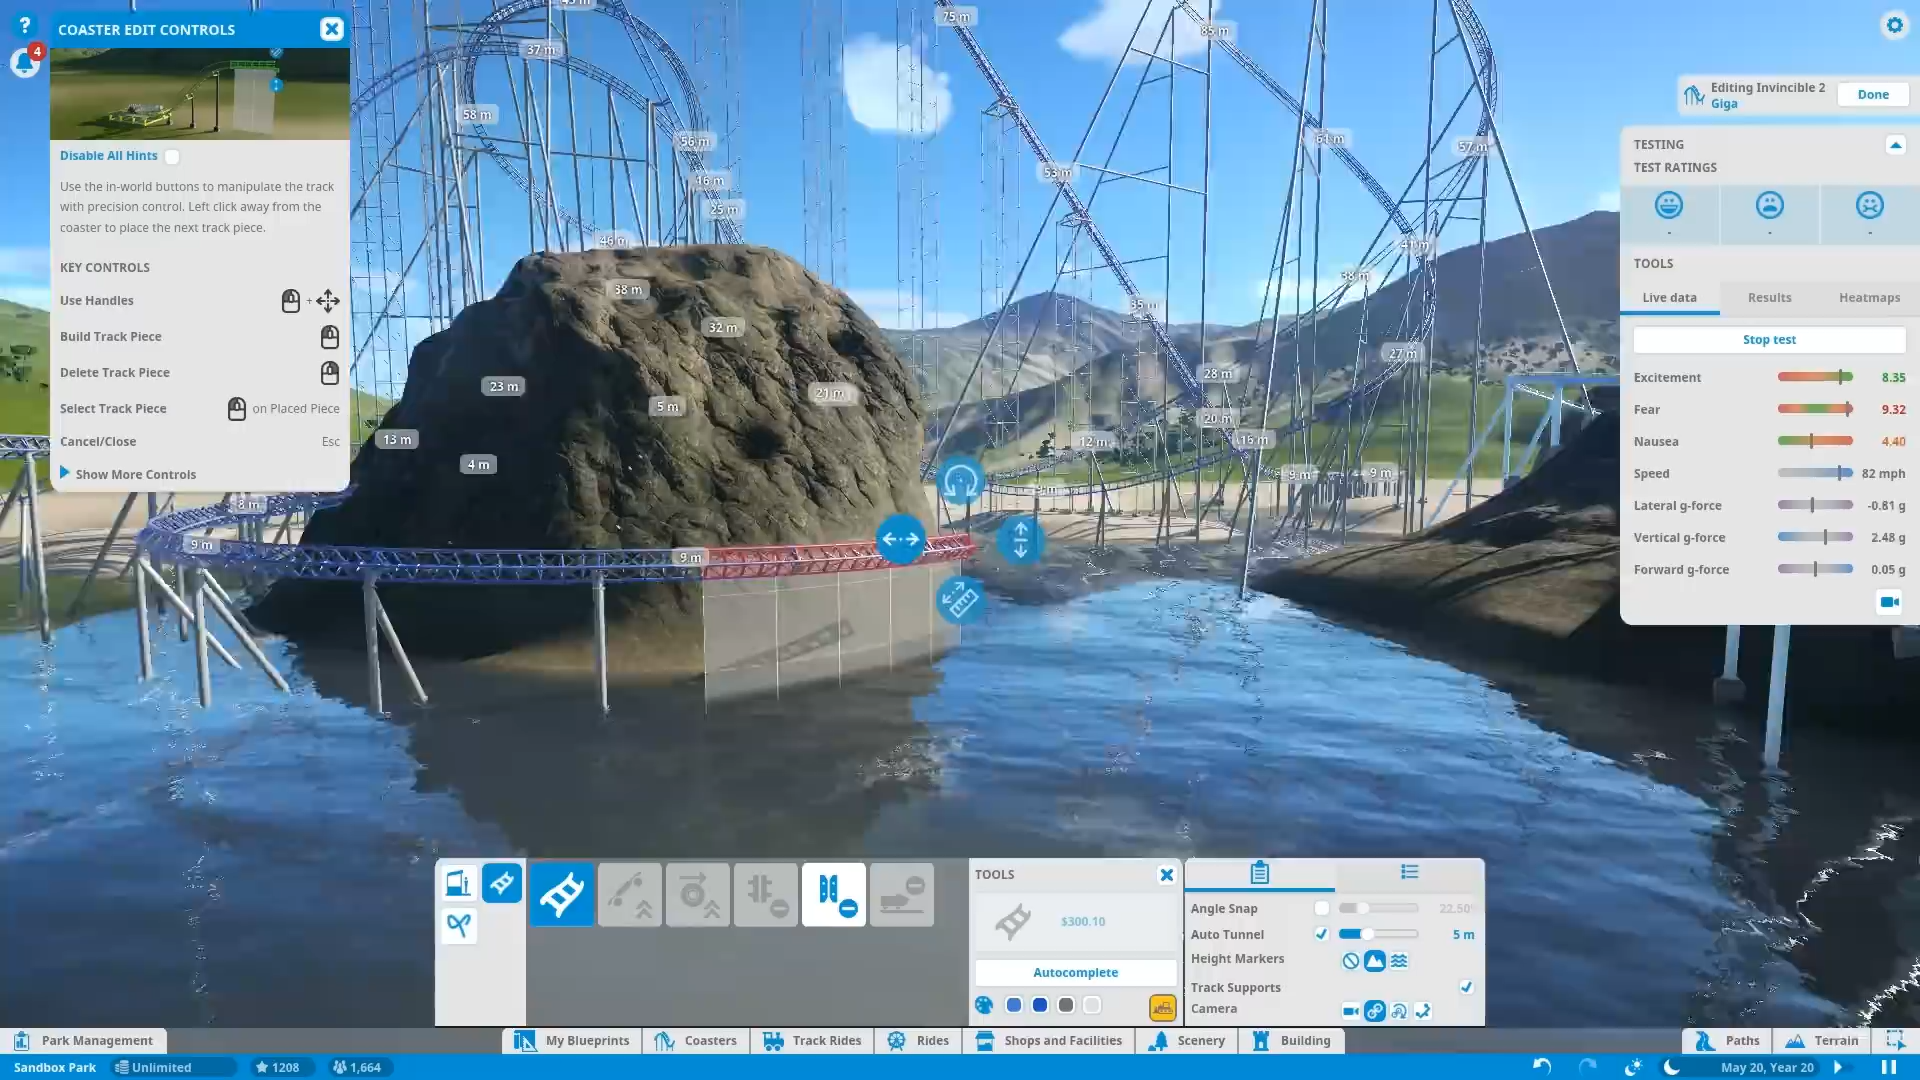 ?
4
COASTER EDIT CONTROLS
Disable All Hints
Use the in-world buttons to manipulate the track
with precision control. Left click away from the
coaster to place the next track piece.
KEY CONTROLS
Use Handles +
Build Track Piece
Delete Track Piece
Select Track Piece on Placed Piece
Cancel/Close Esc
Show More Controls
75 m
85 m
37 m
58 m
56 m
61 m
57 m
53 m
46 m
25 m
46 m
41 m
38 m
38 m
35 m
32 m
27 m
28 m
23 m
21 m
5 m
20 m
16 m
12 m
13 m
4 m
9 m
9 m
9 m
8 m
9 m
9 m
Editing Invincible 2
Giga
Done
TESTING
TEST RATINGS
- - -
TOOLS
Live data Results Heatmaps
Stop test
Excitement 8.35
Fear 9.32
Nausea 4.40
Speed 82 mph
Lateral g-force -0.81 g
Vertical g-force 2.48 g
Forward g-force 0.05 g
TOOLS
$300.10
Autocomplete
Angle Snap 22.50°
Auto Tunnel 5 m
Height Markers
Track Supports
Camera
Park Management
My Blueprints
Coasters
Track Rides
Rides
Shops and Facilities
Scenery
Building
Paths
Terrain
Sandbox Park
Unlimited
1208
1,664
May 20, Year 20